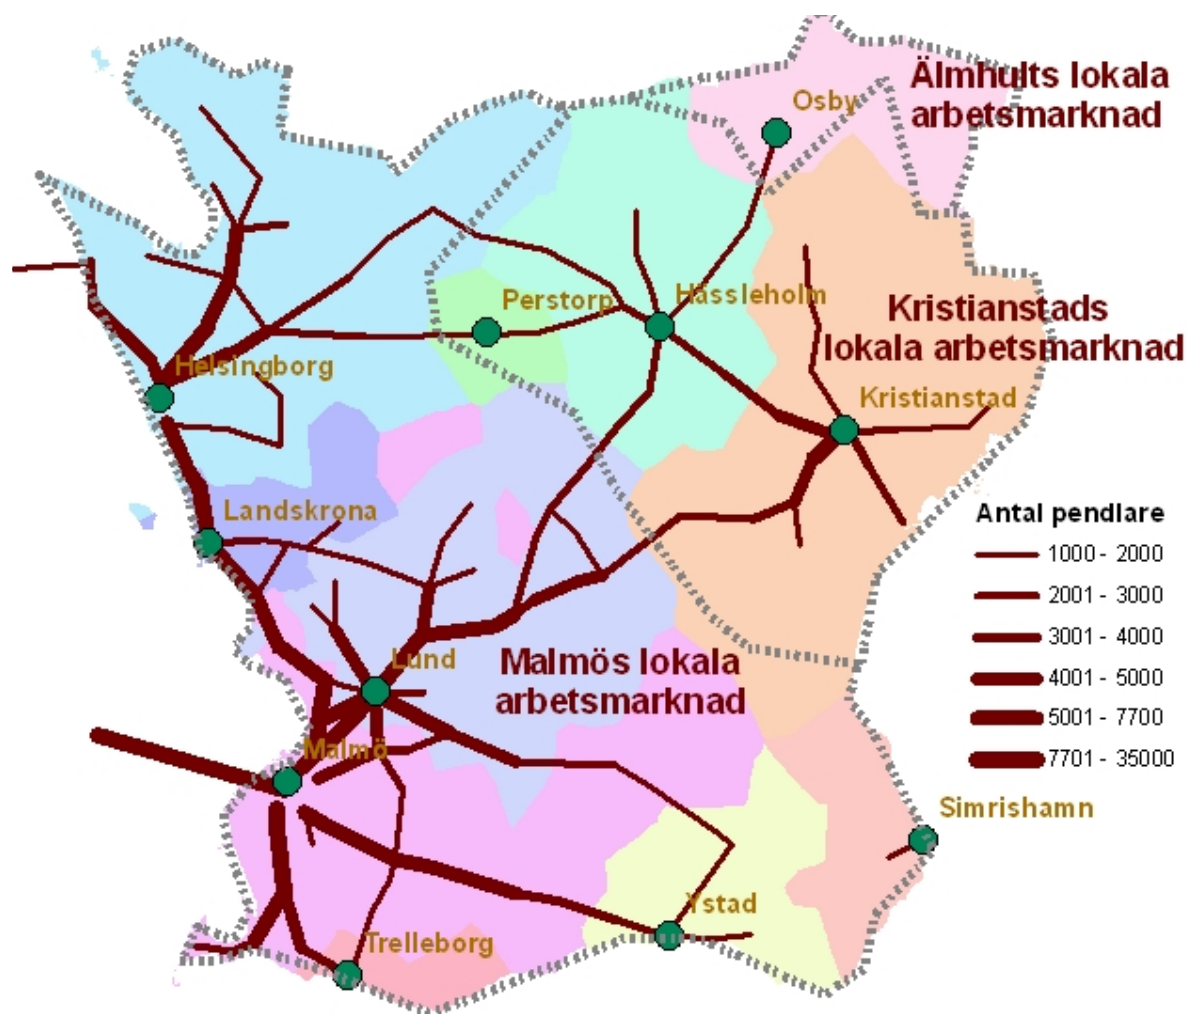 Älmhults lokala
arbetsmarknad
Osby
Perstorp
Hässleholm
Kristianstads
lokala arbetsmarknad
Helsingborg
Kristianstad
Landskrona
Antal pendlare
1000 - 2000
2001 - 3000
3001 - 4000
4001 - 5000
5001 - 7700
7701 - 35000
Lund
Malmös lokala
arbetsmarknad
Malmö
Simrishamn
Ystad
Trelleborg